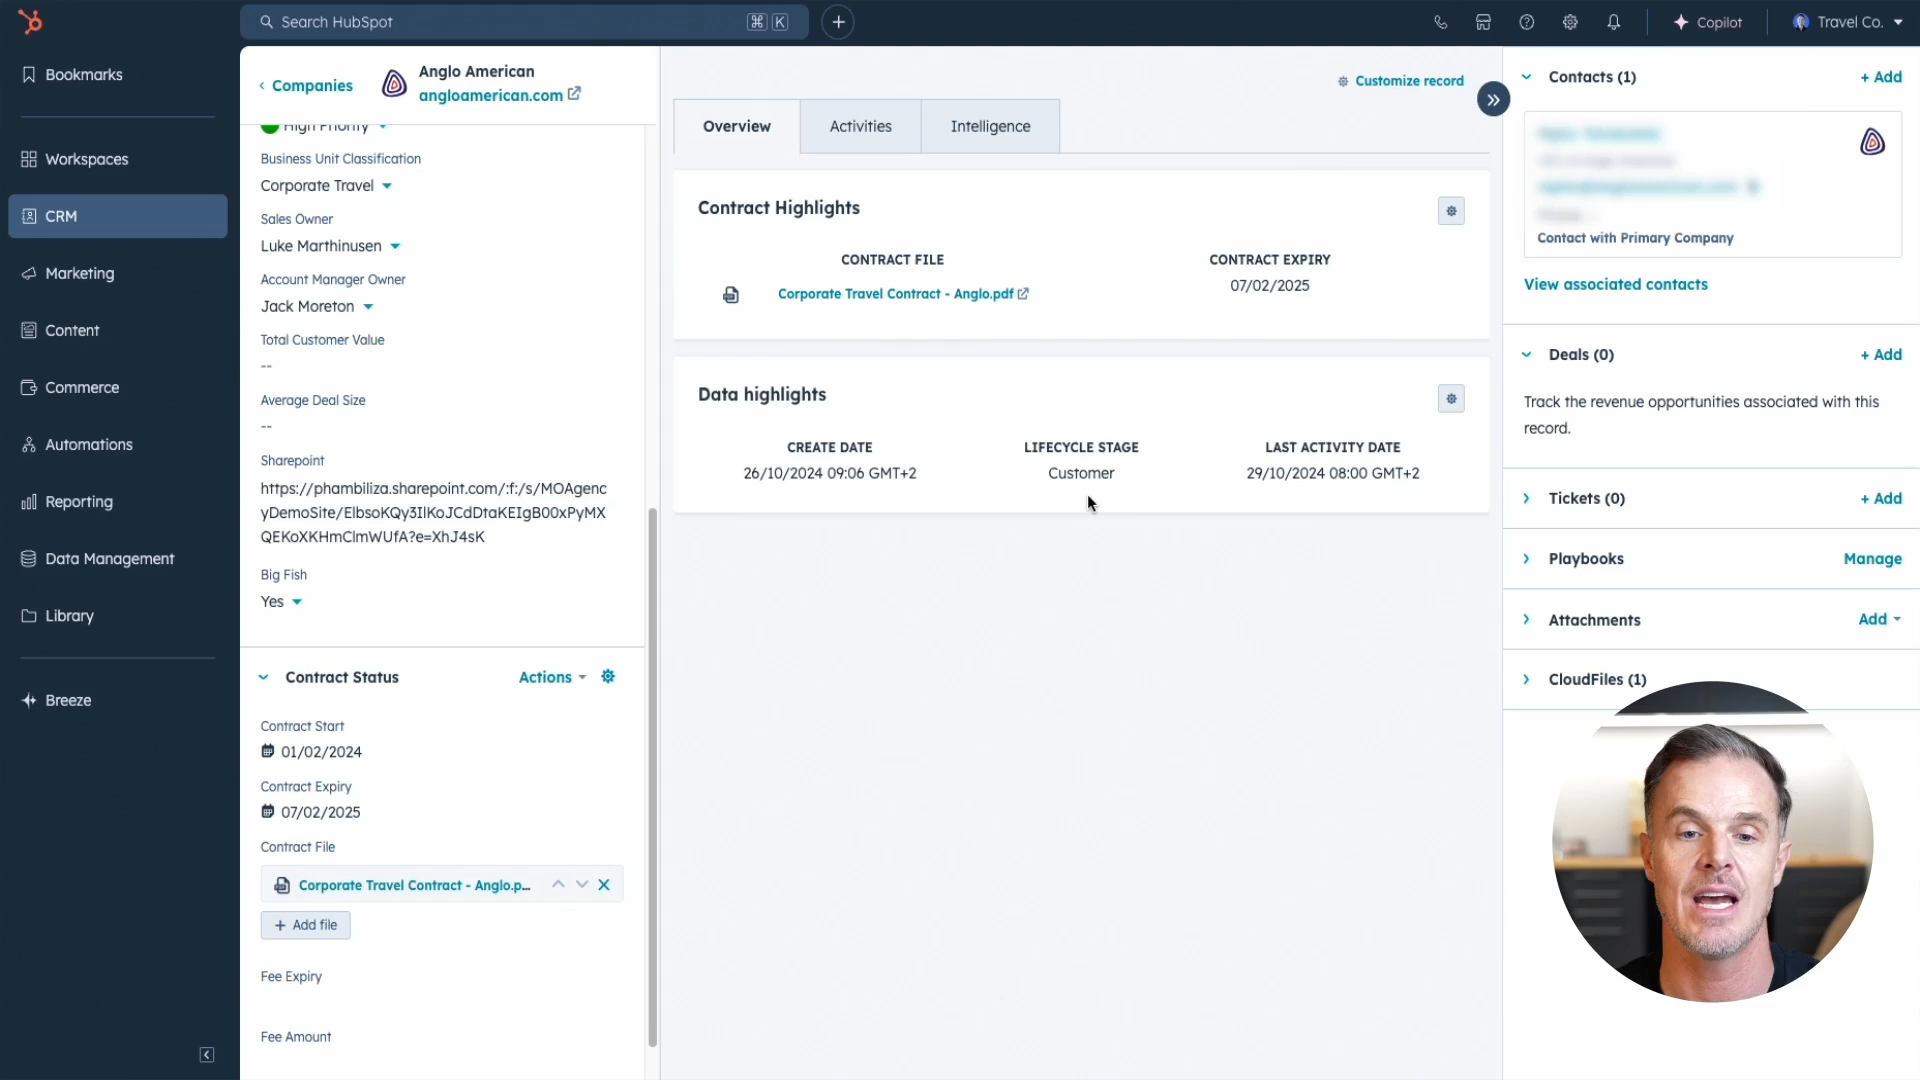 Search HubSpot
⌘ K
Copilot
Travel Co.
Bookmarks
Workspaces
CRM
Marketing
Content
Commerce
Automations
Reporting
Data Management
Library
Breeze
Companies
Anglo American
angloamerican.com
High Priority
Business Unit Classification
Corporate Travel
Sales Owner
Luke Marthinusen
Account Manager Owner
Jack Moreton
Total Customer Value
--
Average Deal Size
--
Sharepoint
https://phambiliza.sharepoint.com/:f:/s/MOAgenc
yDemoSite/ElbsoKQy3IlKoJCdDtaKEIgB00xPyMX
QEKoXKHmClmWUfA?e=XhJ4sK
Big Fish
Yes
Contract Status
Actions
Contract Start
01/02/2024
Contract Expiry
07/02/2025
Contract File
Corporate Travel Contract - Anglo.p...
+ Add file
Fee Expiry
Fee Amount
Customize record
Overview
Activities
Intelligence
Contract Highlights
CONTRACT FILE
CONTRACT EXPIRY
Corporate Travel Contract - Anglo.pdf
07/02/2025
Data highlights
CREATE DATE
LIFECYCLE STAGE
LAST ACTIVITY DATE
26/10/2024 09:06 GMT+2
Customer
29/10/2024 08:00 GMT+2
Contacts (1)
+ Add
Contact with Primary Company
View associated contacts
Deals (0)
+ Add
Track the revenue opportunities associated with this
record.
Tickets (0)
+ Add
Playbooks
Manage
Attachments
Add
CloudFiles (1)